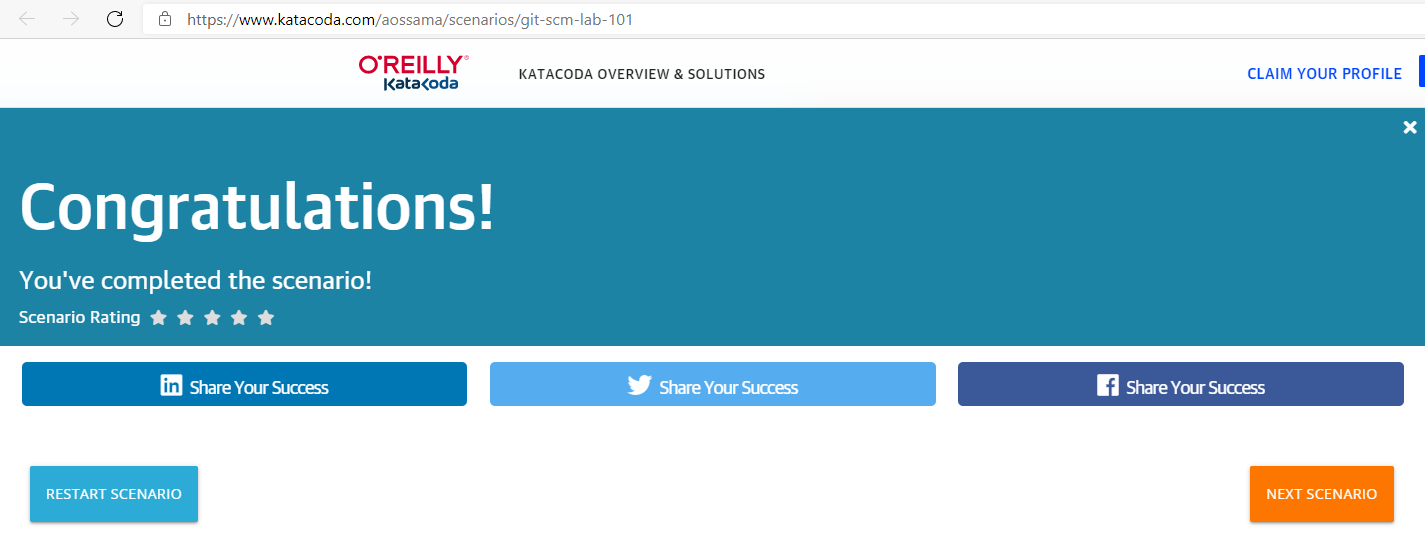 https://www.katacoda.com/aossama/scenarios/git-scm-lab-101
O'REILLY®
KataKoda
KATACODA OVERVIEW & SOLUTIONS
CLAIM YOUR PROFILE
Congratulations!
You've completed the scenario!
Scenario Rating
in Share Your Success
Share Your Success
f Share Your Success
RESTART SCENARIO
NEXT SCENARIO